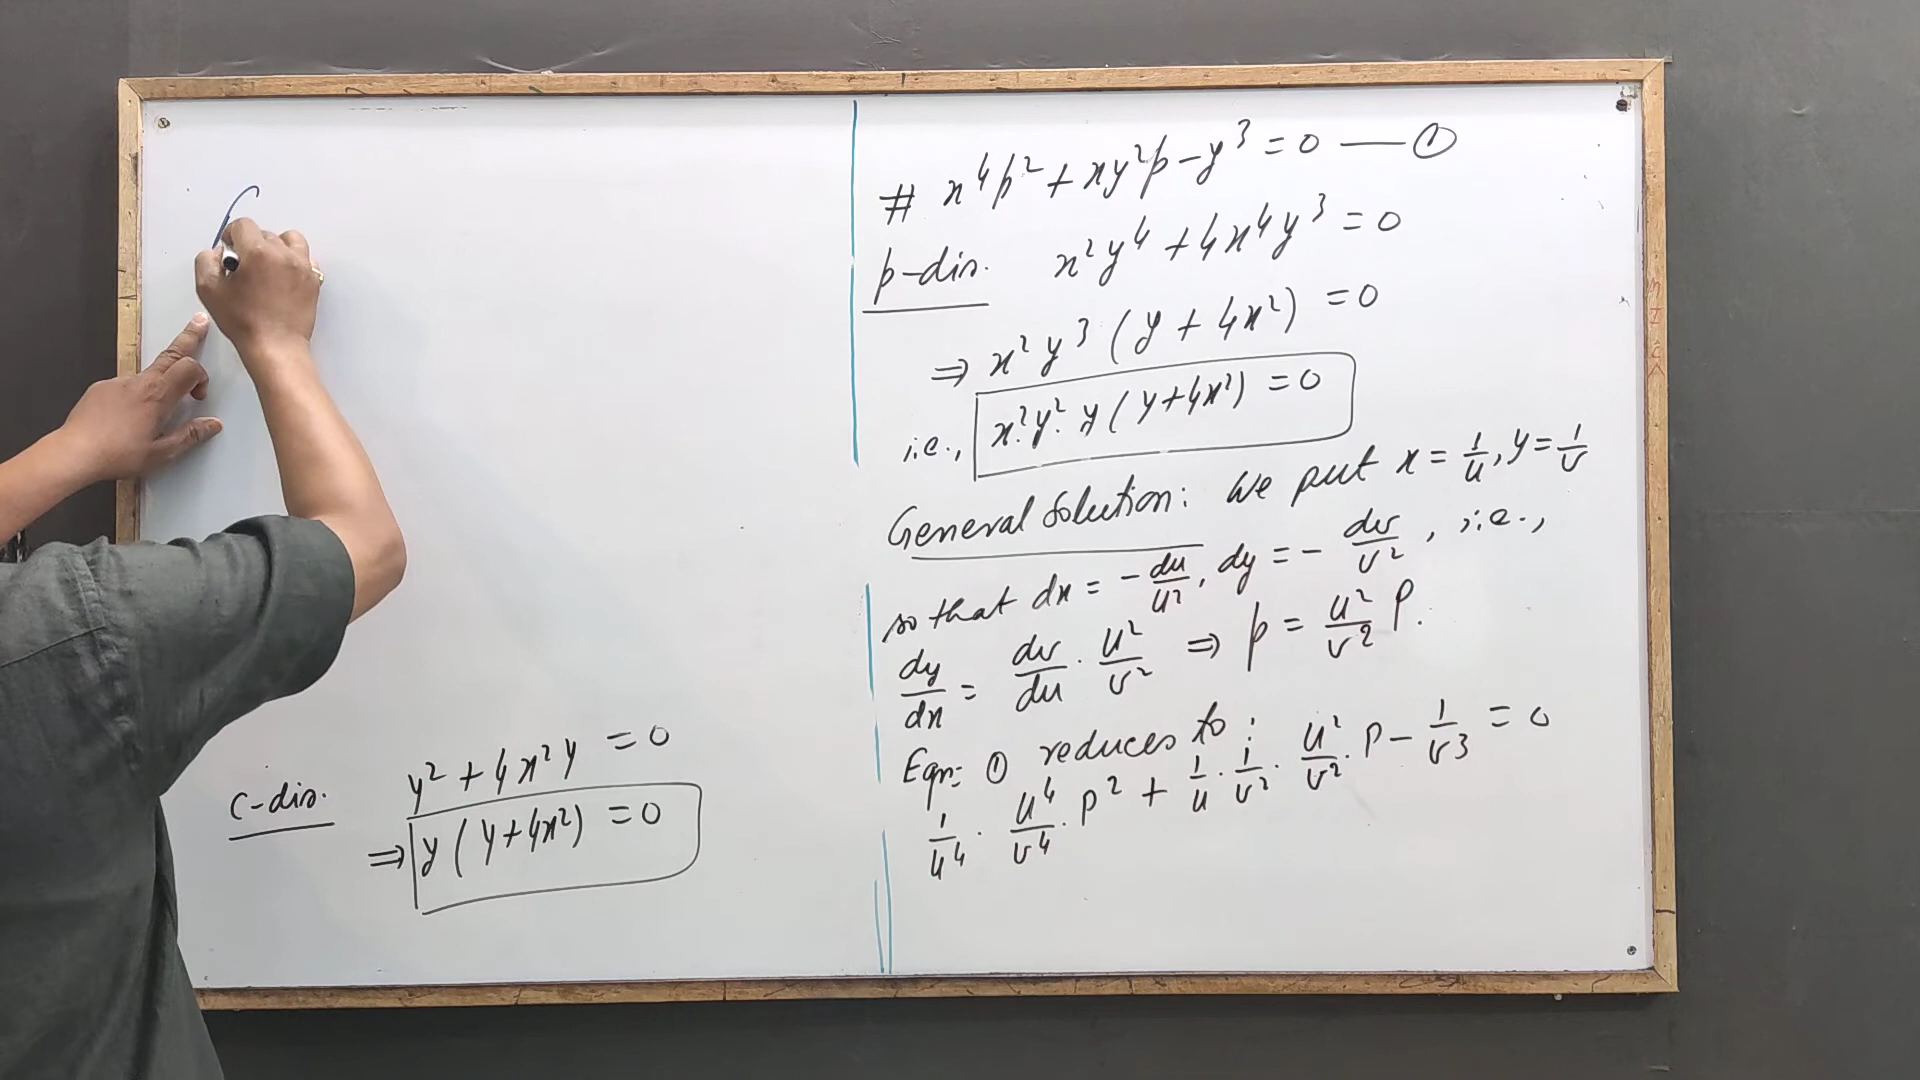 # x⁴p² + xy²p - y³ = 0 — ①
p-dis. x²y⁴ + 4x⁴y³ = 0
⇒ x²y³ (y + 4x²) = 0
i.e., x².y².y (y+4x²) = 0
General Solution: We put x = 1/u, y = 1/v
so that dx = - du/u², dy = - dv/v², i.e.,
dy/dx = dv/du . u²/v² ⇒ p = u²/v² P.
Eqn: ① reduces to:
1/u⁴ . u⁴/v⁴ . P² + 1/u . 1/v² . u²/v² . P - 1/v³ = 0
C-dis. y² + 4x²y = 0
⇒ y (y+4x²) = 0